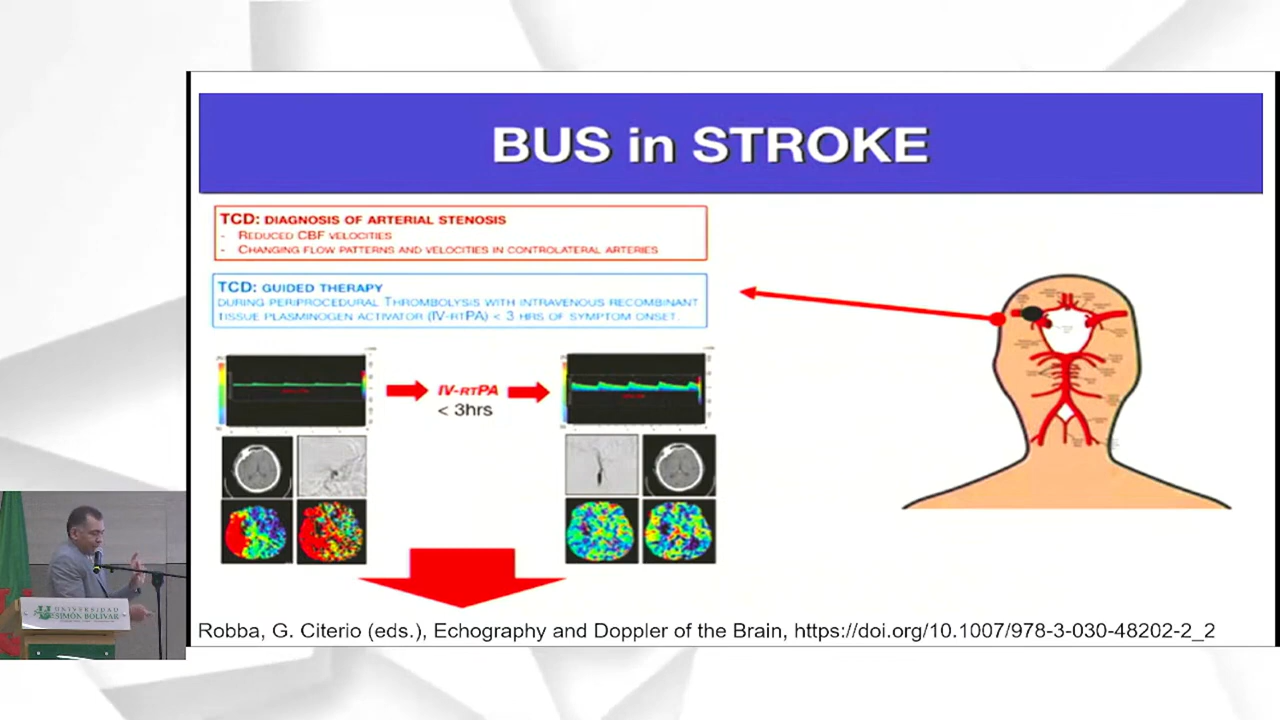 BUS in STROKE
TCD: DIAGNOSIS OF ARTERIAL STENOSIS
- REDUCED CBF VELOCITIES
- CHANGING FLOW PATTERNS AND VELOCITIES IN CONTROLATERAL ARTERIES
TCD: GUIDED THERAPY
DURING PERIPROCEDURAL THROMBOLYSIS WITH INTRAVENOUS RECOMBINANT
TISSUE PLASMINOGEN ACTIVATOR (IV-RTPA) < 3 HRS OF SYMPTOM ONSET.
IV-RTPA
< 3hrs
Robba, G. Citerio (eds.), Echography and Doppler of the Brain, https://doi.org/10.1007/978-3-030-48202-2_2
UNIVERSIDAD
SIMÓN BOLÍVAR